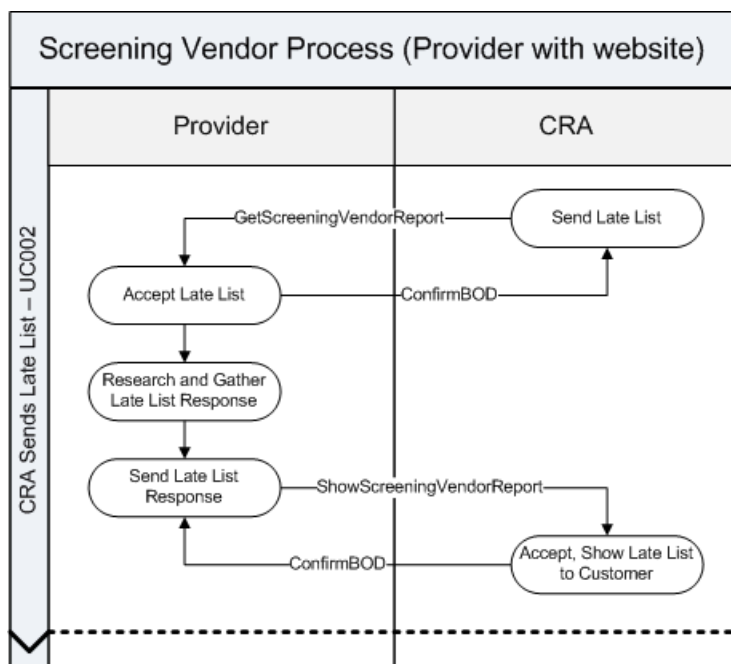 Screening Vendor Process (Provider with website)
Provider
CRA
CRA Sends Late List – UC002
GetScreeningVendorReport
Send Late List
Accept Late List
ConfirmBOD
Research and Gather
Late List Response
Send Late List
Response
ShowScreeningVendorReport
ConfirmBOD
Accept, Show Late List
to Customer